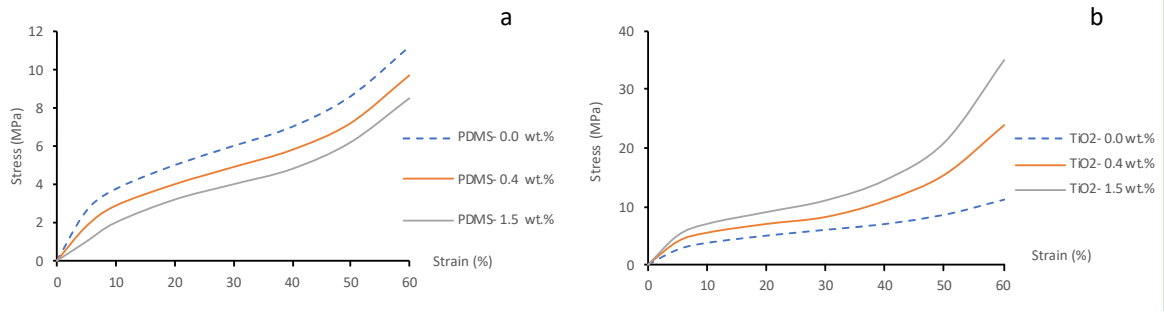 a
12
10
8
6
4
2
0
Stress (MPa)
PDMS- 0.0 wt.%
PDMS- 0.4 wt.%
PDMS- 1.5 wt.%
Strain (%)
0 10 20 30 40 50 60
b
40
30
20
10
0
Stress (MPa)
TiO2- 0.0 wt.%
TiO2- 0.4 wt.%
TiO2- 1.5 wt.%
Strain (%)
0 10 20 30 40 50 60